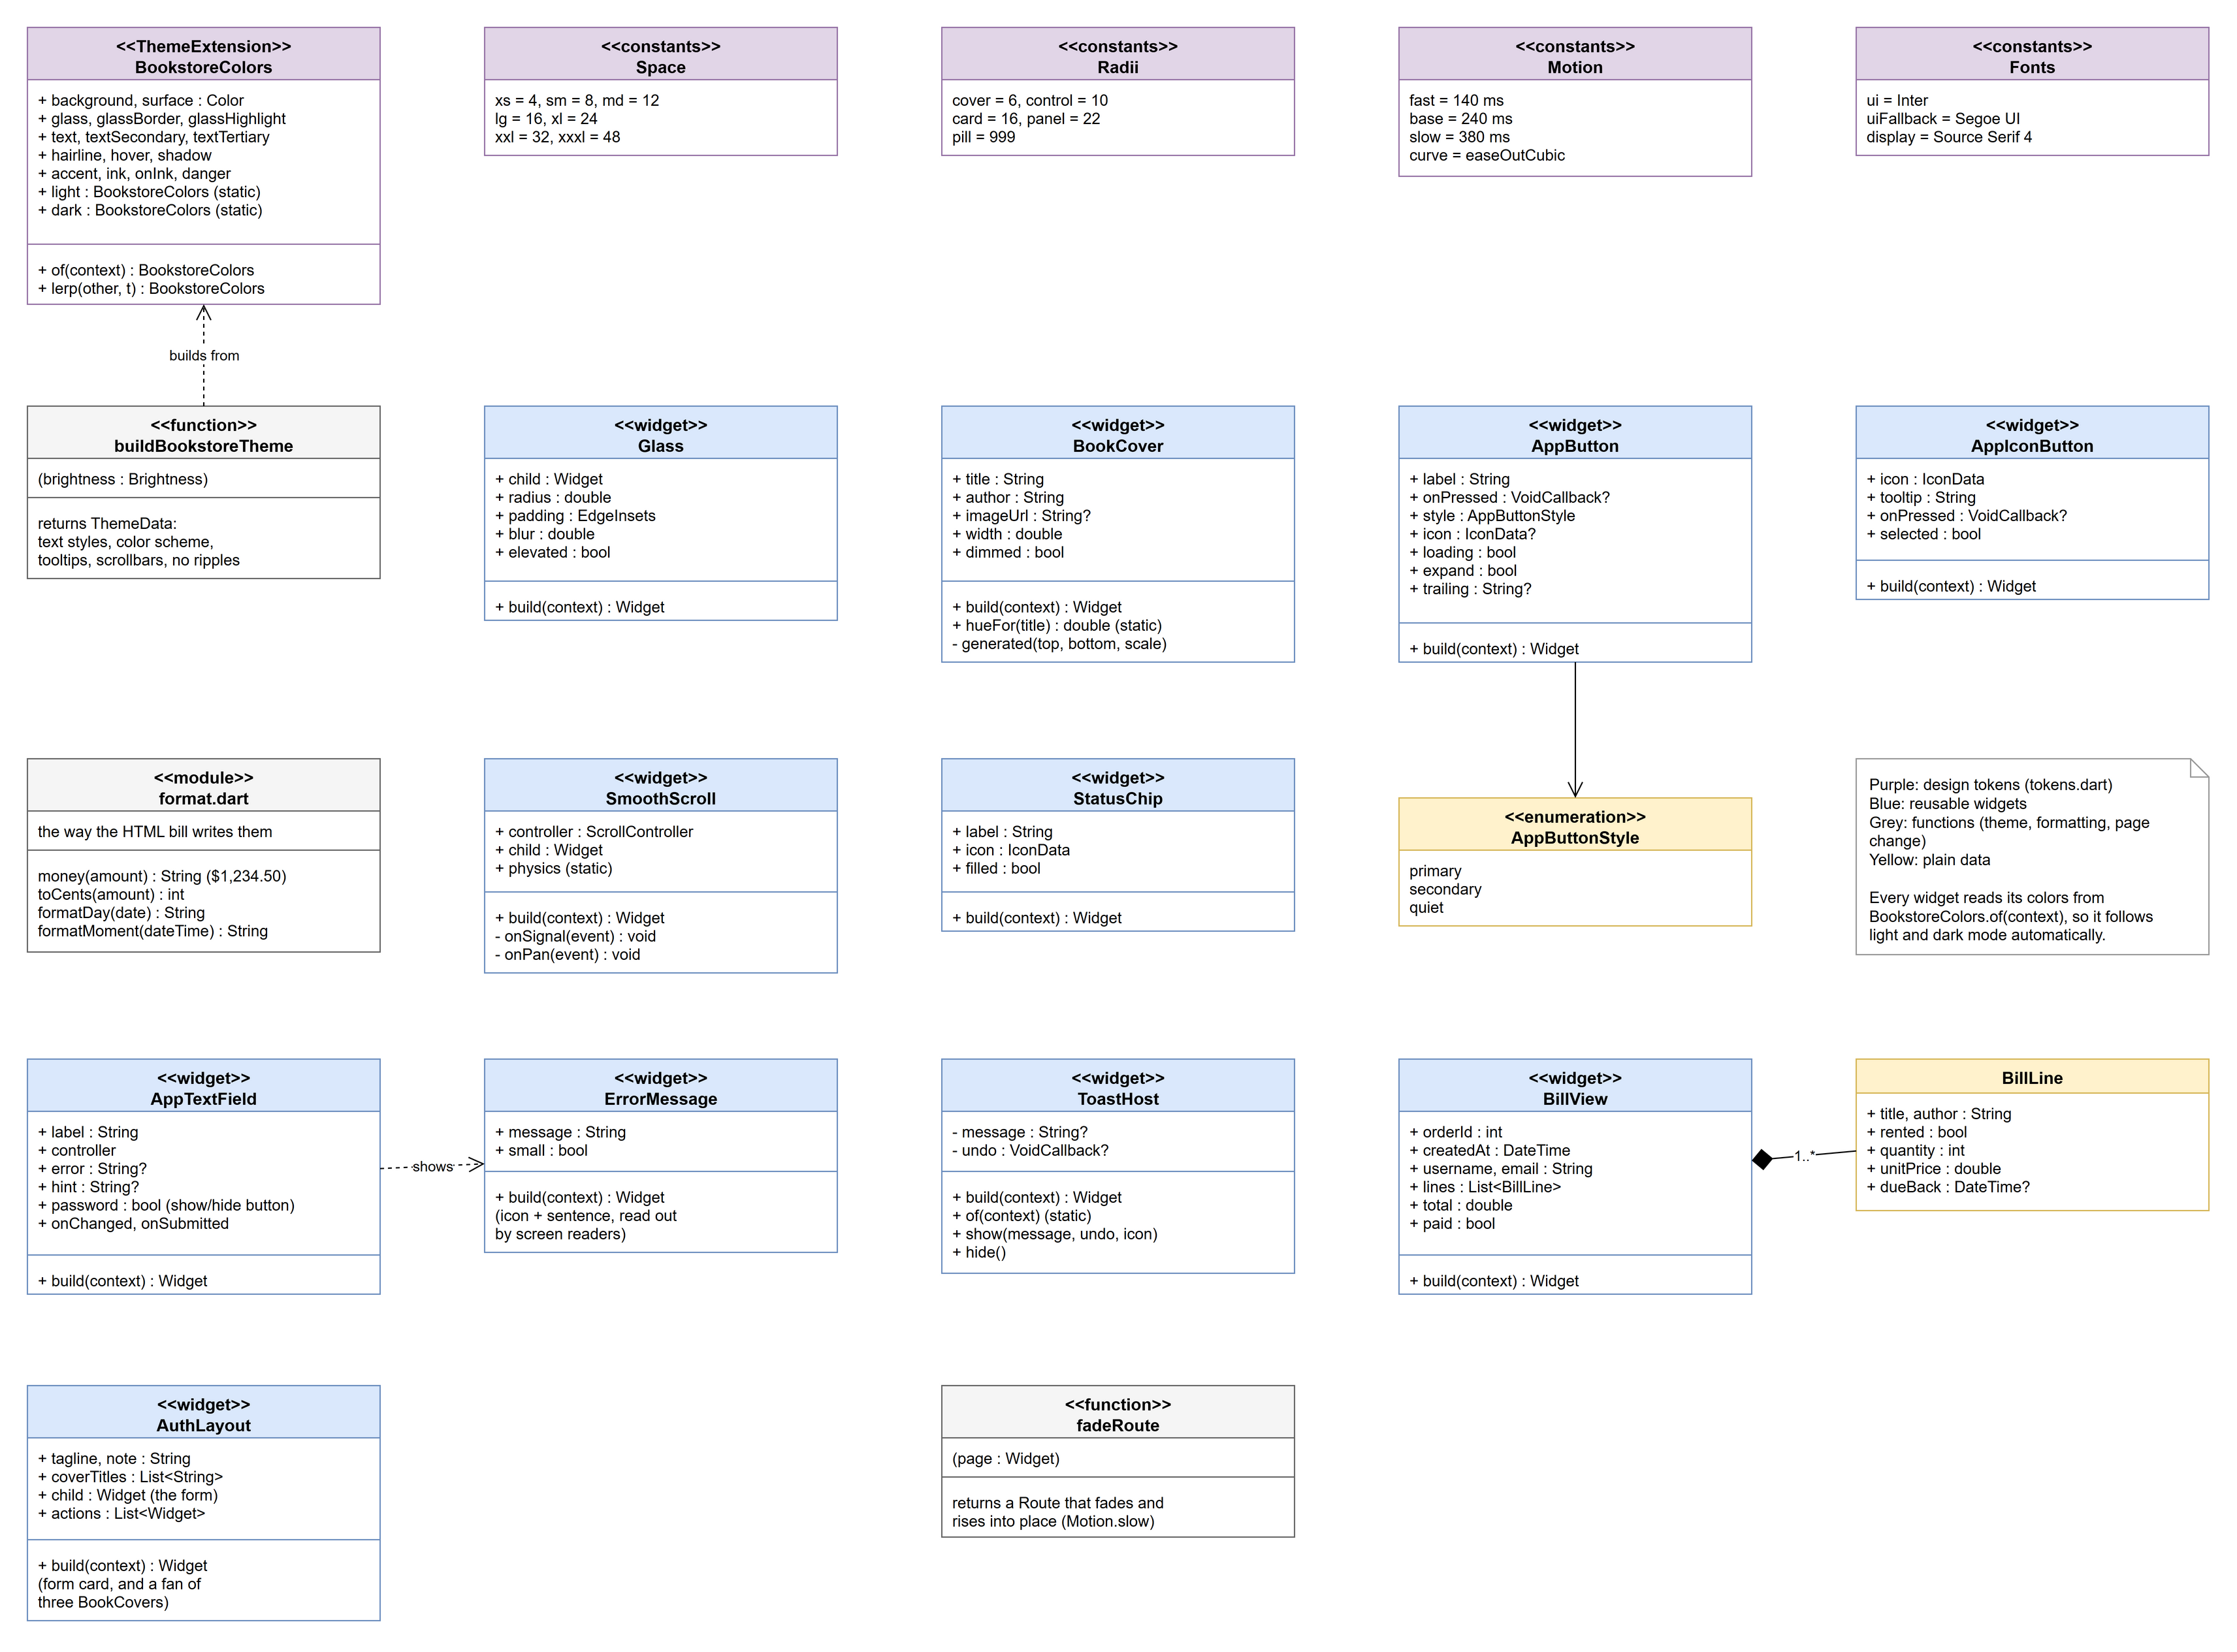 <<ThemeExtension>>
BookstoreColors
+ background, surface : Color
+ glass, glassBorder, glassHighlight
+ text, textSecondary, textTertiary
+ hairline, hover, shadow
+ accent, ink, onInk, danger
+ light : BookstoreColors (static)
+ dark : BookstoreColors (static)
+ of(context) : BookstoreColors
+ lerp(other, t) : BookstoreColors
<<constants>>
Space
xs = 4, sm = 8, md = 12
lg = 16, xl = 24
xxl = 32, xxxl = 48
<<constants>>
Radii
cover = 6, control = 10
card = 16, panel = 22
pill = 999
<<constants>>
Motion
fast = 140 ms
base = 240 ms
slow = 380 ms
curve = easeOutCubic
<<constants>>
Fonts
ui = Inter
uiFallback = Segoe UI
display = Source Serif 4
builds from
<<function>>
buildBookstoreTheme
(brightness : Brightness)
returns ThemeData:
text styles, color scheme,
tooltips, scrollbars, no ripples
<<widget>>
Glass
+ child : Widget
+ radius : double
+ padding : EdgeInsets
+ blur : double
+ elevated : bool
+ build(context) : Widget
<<widget>>
BookCover
+ title : String
+ author : String
+ imageUrl : String?
+ width : double
+ dimmed : bool
+ build(context) : Widget
+ hueFor(title) : double (static)
- generated(top, bottom, scale)
<<widget>>
AppButton
+ label : String
+ onPressed : VoidCallback?
+ style : AppButtonStyle
+ icon : IconData?
+ loading : bool
+ expand : bool
+ trailing : String?
+ build(context) : Widget
<<widget>>
AppIconButton
+ icon : IconData
+ tooltip : String
+ onPressed : VoidCallback?
+ selected : bool
+ build(context) : Widget
<<module>>
format.dart
the way the HTML bill writes them
money(amount) : String ($1,234.50)
toCents(amount) : int
formatDay(date) : String
formatMoment(dateTime) : String
<<widget>>
SmoothScroll
+ controller : ScrollController
+ child : Widget
+ physics (static)
+ build(context) : Widget
- onSignal(event) : void
- onPan(event) : void
<<widget>>
StatusChip
+ label : String
+ icon : IconData
+ filled : bool
+ build(context) : Widget
<<enumeration>>
AppButtonStyle
primary
secondary
quiet
Purple: design tokens (tokens.dart)
Blue: reusable widgets
Grey: functions (theme, formatting, page
change)
Yellow: plain data
Every widget reads its colors from
BookstoreColors.of(context), so it follows
light and dark mode automatically.
<<widget>>
AppTextField
+ label : String
+ controller
+ error : String?
+ hint : String?
+ password : bool (show/hide button)
+ onChanged, onSubmitted
+ build(context) : Widget
shows
<<widget>>
ErrorMessage
+ message : String
+ small : bool
+ build(context) : Widget
(icon + sentence, read out
by screen readers)
<<widget>>
ToastHost
- message : String?
- undo : VoidCallback?
+ build(context) : Widget
+ of(context) (static)
+ show(message, undo, icon)
+ hide()
<<widget>>
BillView
+ orderId : int
+ createdAt : DateTime
+ username, email : String
+ lines : List<BillLine>
+ total : double
+ paid : bool
+ build(context) : Widget
1..*
BillLine
+ title, author : String
+ rented : bool
+ quantity : int
+ unitPrice : double
+ dueBack : DateTime?
<<widget>>
AuthLayout
+ tagline, note : String
+ coverTitles : List<String>
+ child : Widget (the form)
+ actions : List<Widget>
+ build(context) : Widget
(form card, and a fan of
three BookCovers)
<<function>>
fadeRoute
(page : Widget)
returns a Route that fades and
rises into place (Motion.slow)